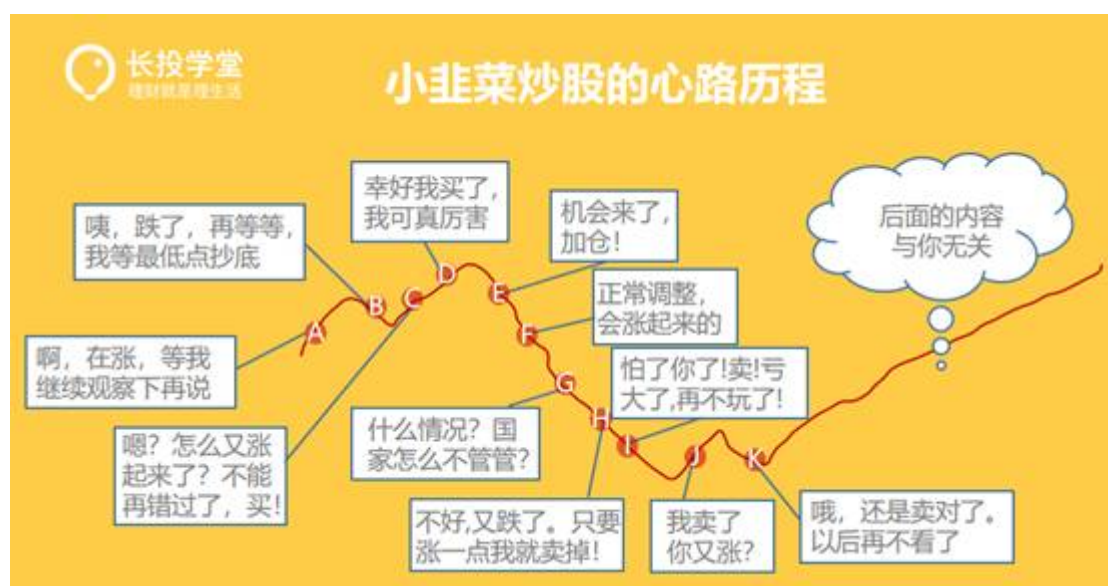 长投学堂
理财就是理生活
小韭菜炒股的心路历程
幸好我买了,
我可真厉害
咦,跌了,再等等,
我等最低点抄底
机会来了,
加仓!
后面的内容
与你无关
正常调整,
会涨起来的
啊,在涨,等我
继续观察下再说
怕了你了!卖!亏
大了,再不玩了!
什么情况?国
家怎么不管管?
嗯?怎么又涨
起来了?不能
再错过了,买!
不好,又跌了。只要
涨一点我就卖掉!
我卖了
你又涨?
哦,还是卖对了。
以后再不看了
A
B
C
D
E
F
G
H
I
J
K